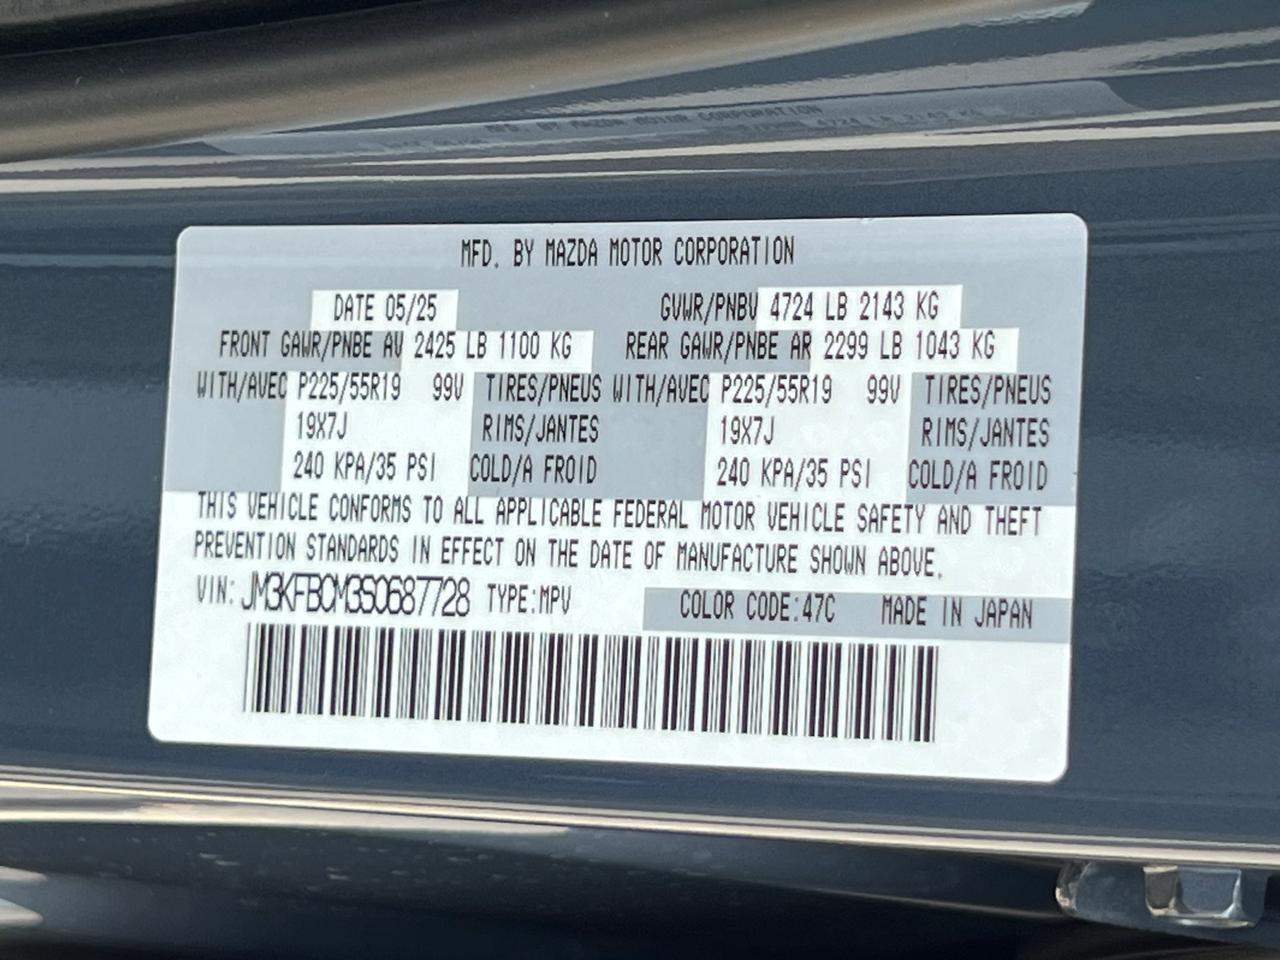 MFD. BY MAZDA MOTOR CORPORATION
DATE 05/25 GVWR/PNBV 4724 LB 2143 KG
FRONT GAWR/PNBE AV 2425 LB 1100 KG REAR GAWR/PNBE AR 2299 LB 1043 KG
WITH/AVEC P225/55R19 99V TIRES/PNEUS WITH/AVEC P225/55R19 99V TIRES/PNEUS
19X7J RIMS/JANTES 19X7J RIMS/JANTES
240 KPA/35 PSI COLD/A FROID 240 KPA/35 PSI COLD/A FROID
THIS VEHICLE CONFORMS TO ALL APPLICABLE FEDERAL MOTOR VEHICLE SAFETY AND THEFT
PREVENTION STANDARDS IN EFFECT ON THE DATE OF MANUFACTURE SHOWN ABOVE.
VIN: JM3KFBCM3S0687728 TYPE:MPV COLOR CODE:47C MADE IN JAPAN